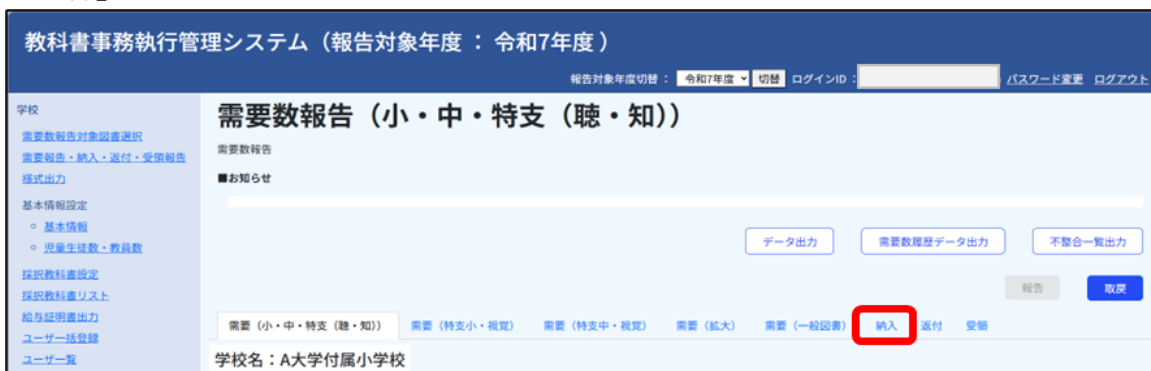 教科書事務執行管理システム（報告対象年度 ： 令和7年度 ）
報告対象年度切替 ： 令和7年度 切替 ログインID : パスワード変更 ログアウト
学校
需要数報告対象図書選択
需要報告・納入・返付・受領報告
様式出力
基本情報設定
基本情報
児童生徒数・教員数
採択教科書設定
採択教科書リスト
給与証明書出力
ユーザー括登録
ユーザー覧
需要数報告（小・中・特支（聴・知））
需要数報告
■お知らせ
データ出力 需要数履歴データ出力 不整合一覧出力
報告 取戻
需要（小・中・特支（聴・知）） 需要（特支小・視覚） 需要（特支中・視覚） 需要（拡大） 需要（一般図書） 納入 返付 受領
学校名：A大学付属小学校